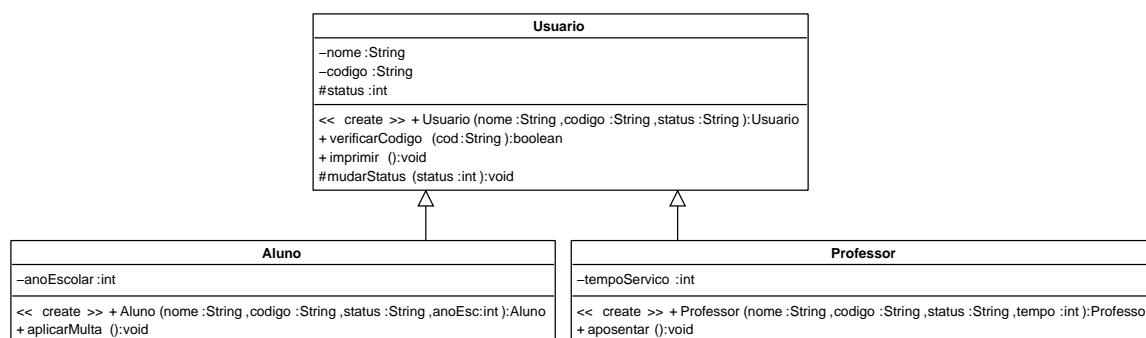 Usuario
–nome :String
–codigo :String
#status :int
<< create >> + Usuario (nome :String ,codigo :String ,status :String ):Usuario
+ verificarCodigo (cod :String ):boolean
+ imprimir ():void
#mudarStatus (status :int ):void
Aluno
–anoEscolar :int
<< create >> + Aluno (nome :String ,codigo :String ,status :String ,anoEsc:int ):Aluno
+ aplicarMulta ():void
Professor
–tempoServico :int
<< create >> + Professor (nome :String ,codigo :String ,status :String ,tempo :int ):Professo
+ aposentar ():void